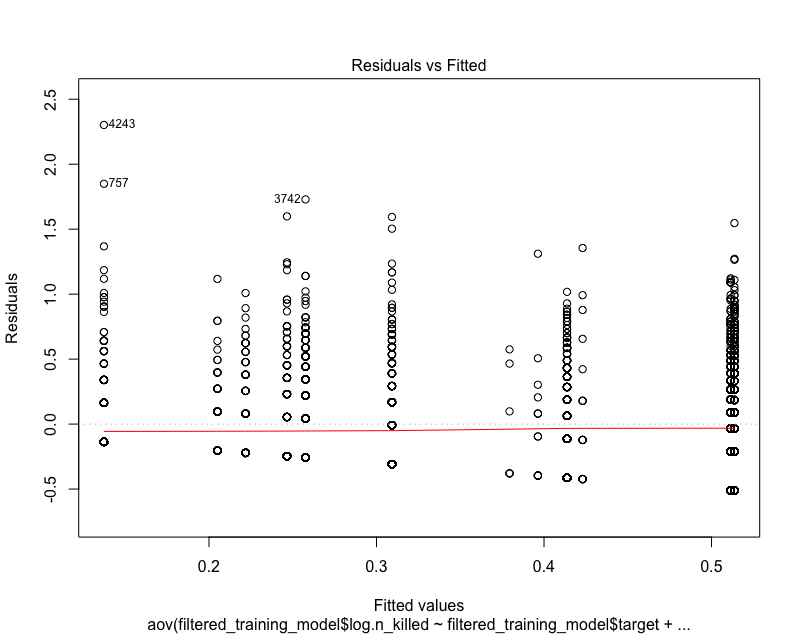 Residuals vs Fitted
2.5
2.0
1.5
1.0
0.5
0.0
-0.5
Residuals
4243
757
3742
0.2 0.3 0.4 0.5
Fitted values
aov(filtered_training_model$log.n_killed ~ filtered_training_model$target + ...